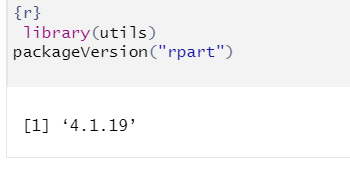 {r}
library(utils)
packageVersion("rpart")
[1] ‘4.1.19’